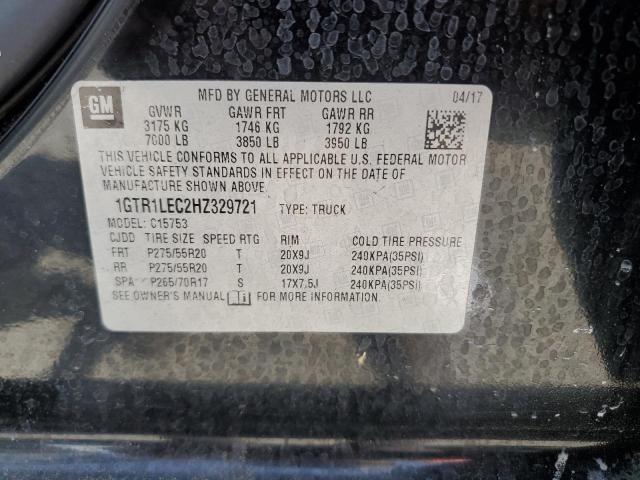 GM
MFD BY GENERAL MOTORS LLC 04/17
GVWR GAWR FRT GAWR RR
3175 KG 1746 KG 1792 KG
7000 LB 3850 LB 3950 LB
THIS VEHICLE CONFORMS TO ALL APPLICABLE U.S. FEDERAL MOTOR
VEHICLE SAFETY STANDARDS IN EFFECT ON THE DATE OF
MANUFACTURE SHOWN ABOVE.
1GTR1LEC2HZ329721 TYPE: TRUCK
MODEL: C15753
CJDD TIRE SIZE SPEED RTG RIM COLD TIRE PRESSURE
FRT P275/55R20 T 20X9J 240KPA(35PSI)
RR P275/55R20 T 20X9J 240KPA(35PSI)
SPA P265/70R17 S 17X7.5J 240KPA(35PSI)
SEE OWNER'S MANUAL FOR ADDITIONAL INFORMATION.